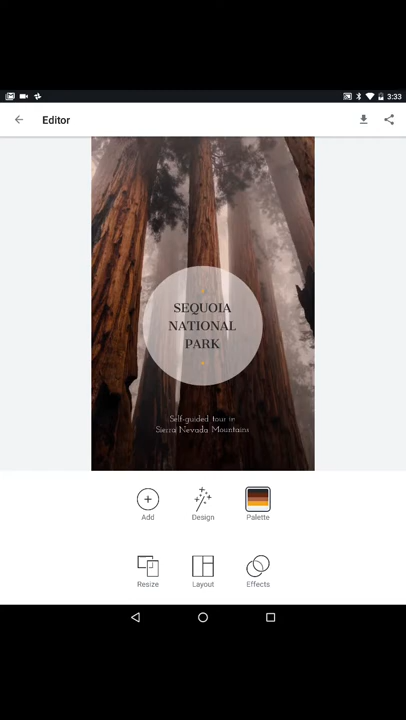 3:33
Editor
SEQUOIA
NATIONAL
PARK
Self-guided tour in
Sierra Nevada Mountains
Add
Design
Palette
Resize
Layout
Effects